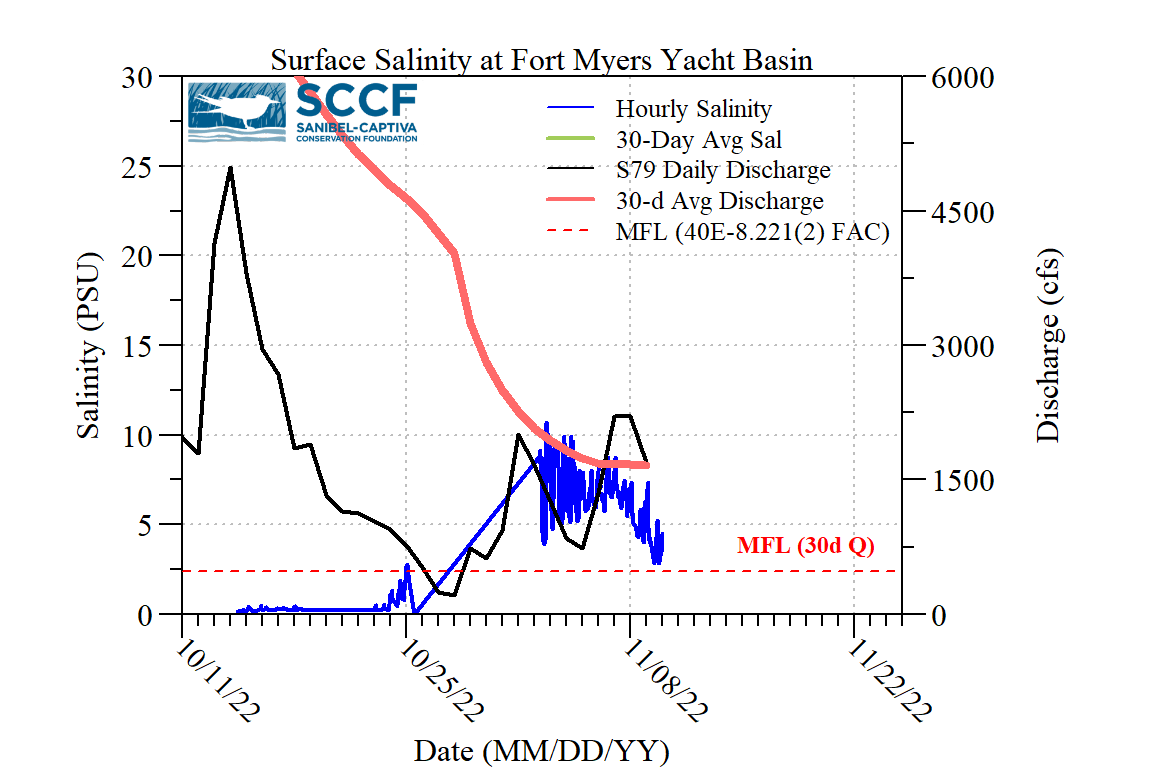 Surface Salinity at Fort Myers Yacht Basin
SCCF
SANIBEL-CAPTIVA
CONSERVATION FOUNDATION
Hourly Salinity
30-Day Avg Sal
S79 Daily Discharge
30-d Avg Discharge
MFL (40E-8.221(2) FAC)
30
25
20
15
10
5
0
Salinity (PSU)
6000
4500
3000
1500
0
Discharge (cfs)
MFL (30d Q)
10/11/22
10/25/22
11/08/22
11/22/22
Date (MM/DD/YY)